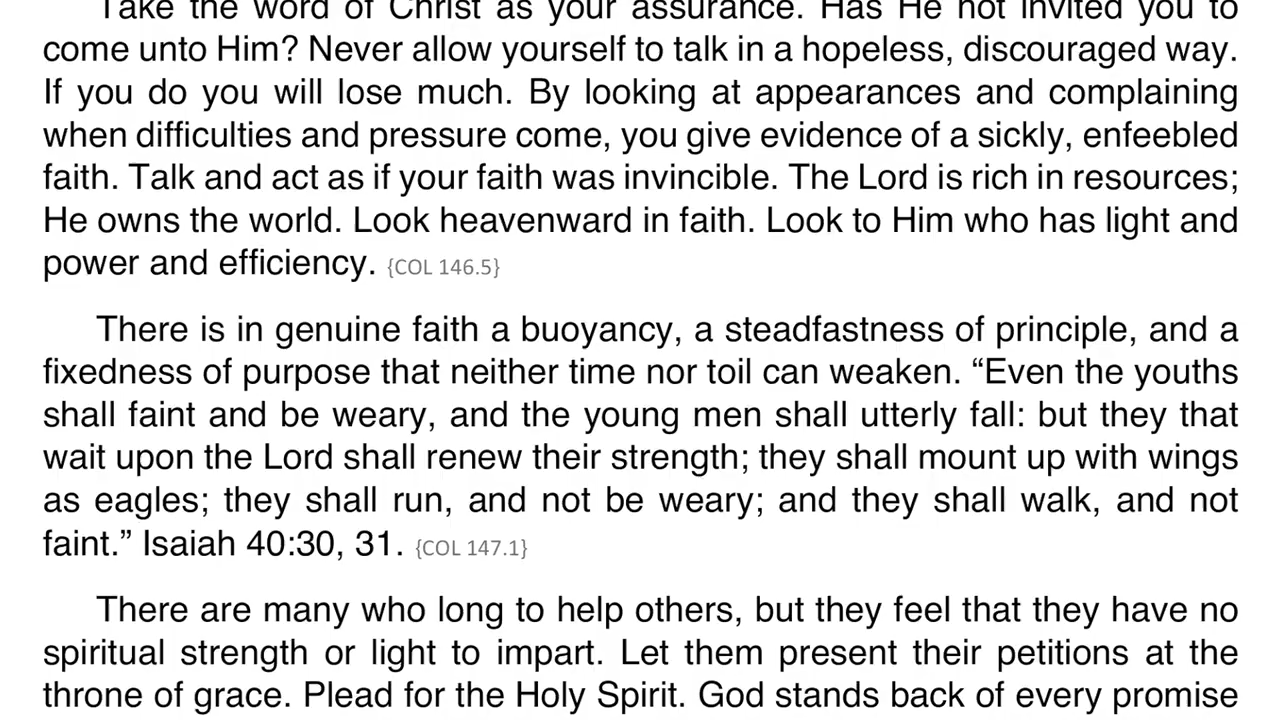 Take the word of Christ as your assurance. Has He not invited you to
come unto Him? Never allow yourself to talk in a hopeless, discouraged way.
If you do you will lose much. By looking at appearances and complaining
when difficulties and pressure come, you give evidence of a sickly, enfeebled
faith. Talk and act as if your faith was invincible. The Lord is rich in resources;
He owns the world. Look heavenward in faith. Look to Him who has light and
power and efficiency. {COL 146.5}
There is in genuine faith a buoyancy, a steadfastness of principle, and a
fixedness of purpose that neither time nor toil can weaken. “Even the youths
shall faint and be weary, and the young men shall utterly fall: but they that
wait upon the Lord shall renew their strength; they shall mount up with wings
as eagles; they shall run, and not be weary; and they shall walk, and not
faint.” Isaiah 40:30, 31. {COL 147.1}
There are many who long to help others, but they feel that they have no
spiritual strength or light to impart. Let them present their petitions at the
throne of grace. Plead for the Holy Spirit. God stands back of every promise